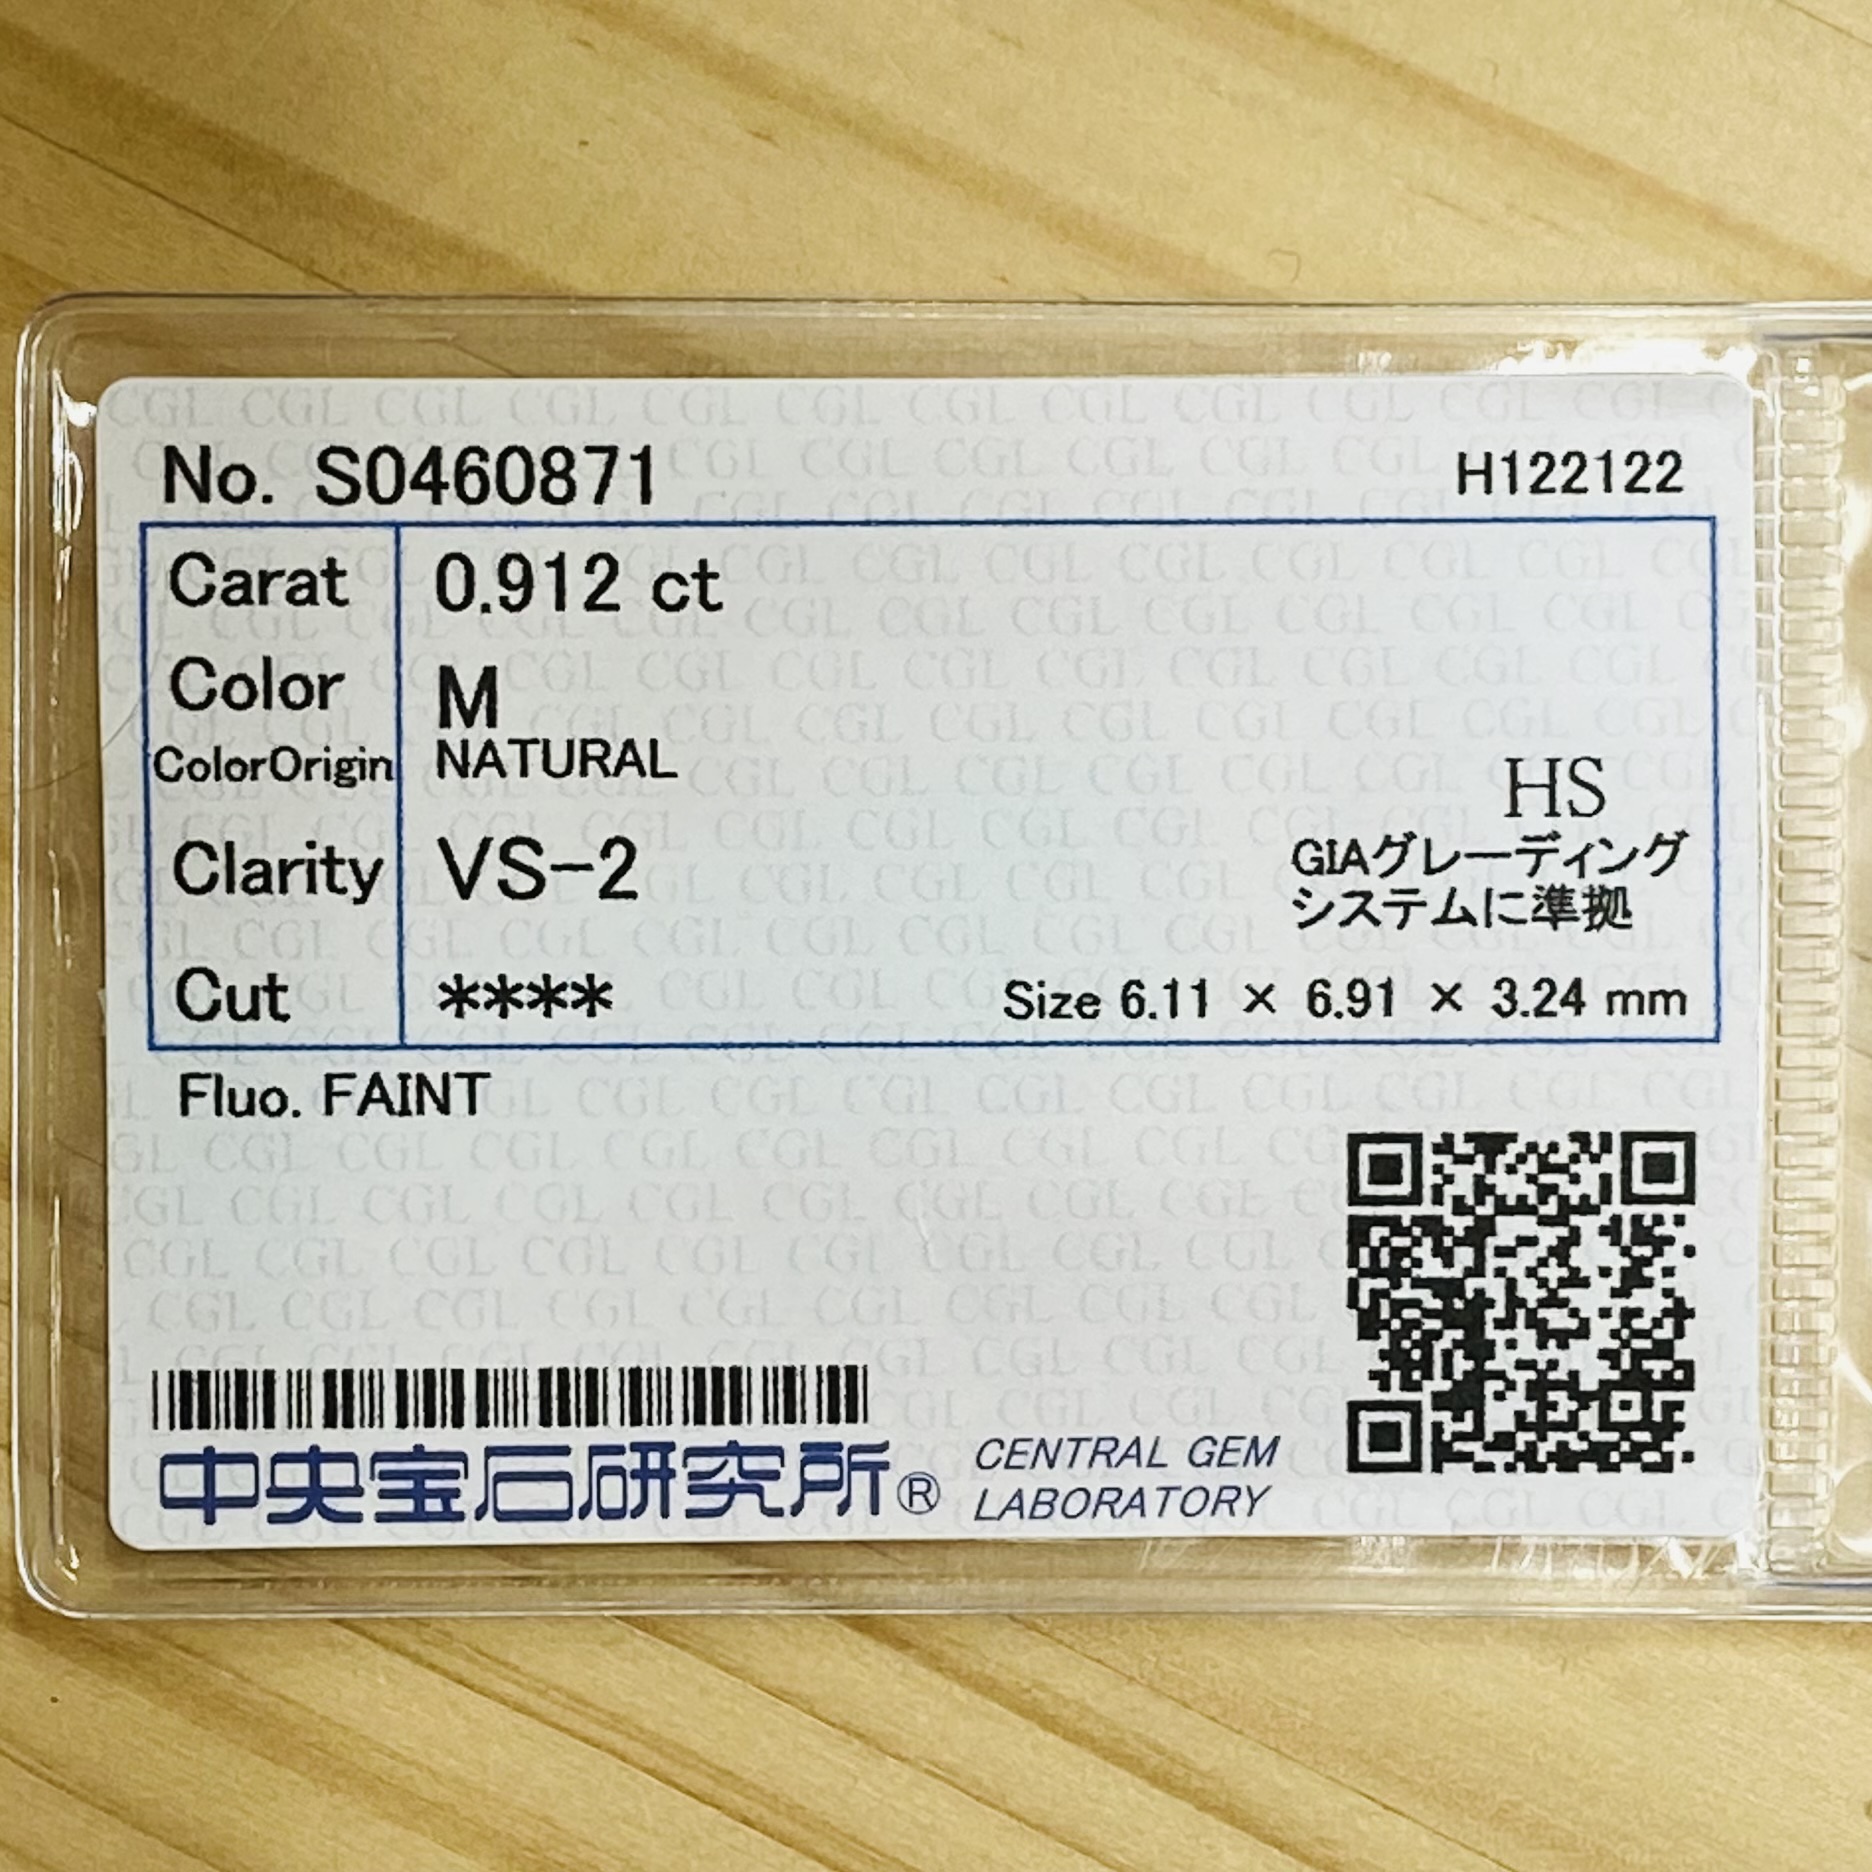 No. S0460871 H122122
Carat 0.912 ct
Color M
ColorOrigin NATURAL
HS
Clarity VS-2
GIAグレーディング
システムに準拠
Cut **** Size 6.11 × 6.91 × 3.24 mm
Fluo. FAINT
中央宝石研究所® CENTRAL GEM
LABORATORY